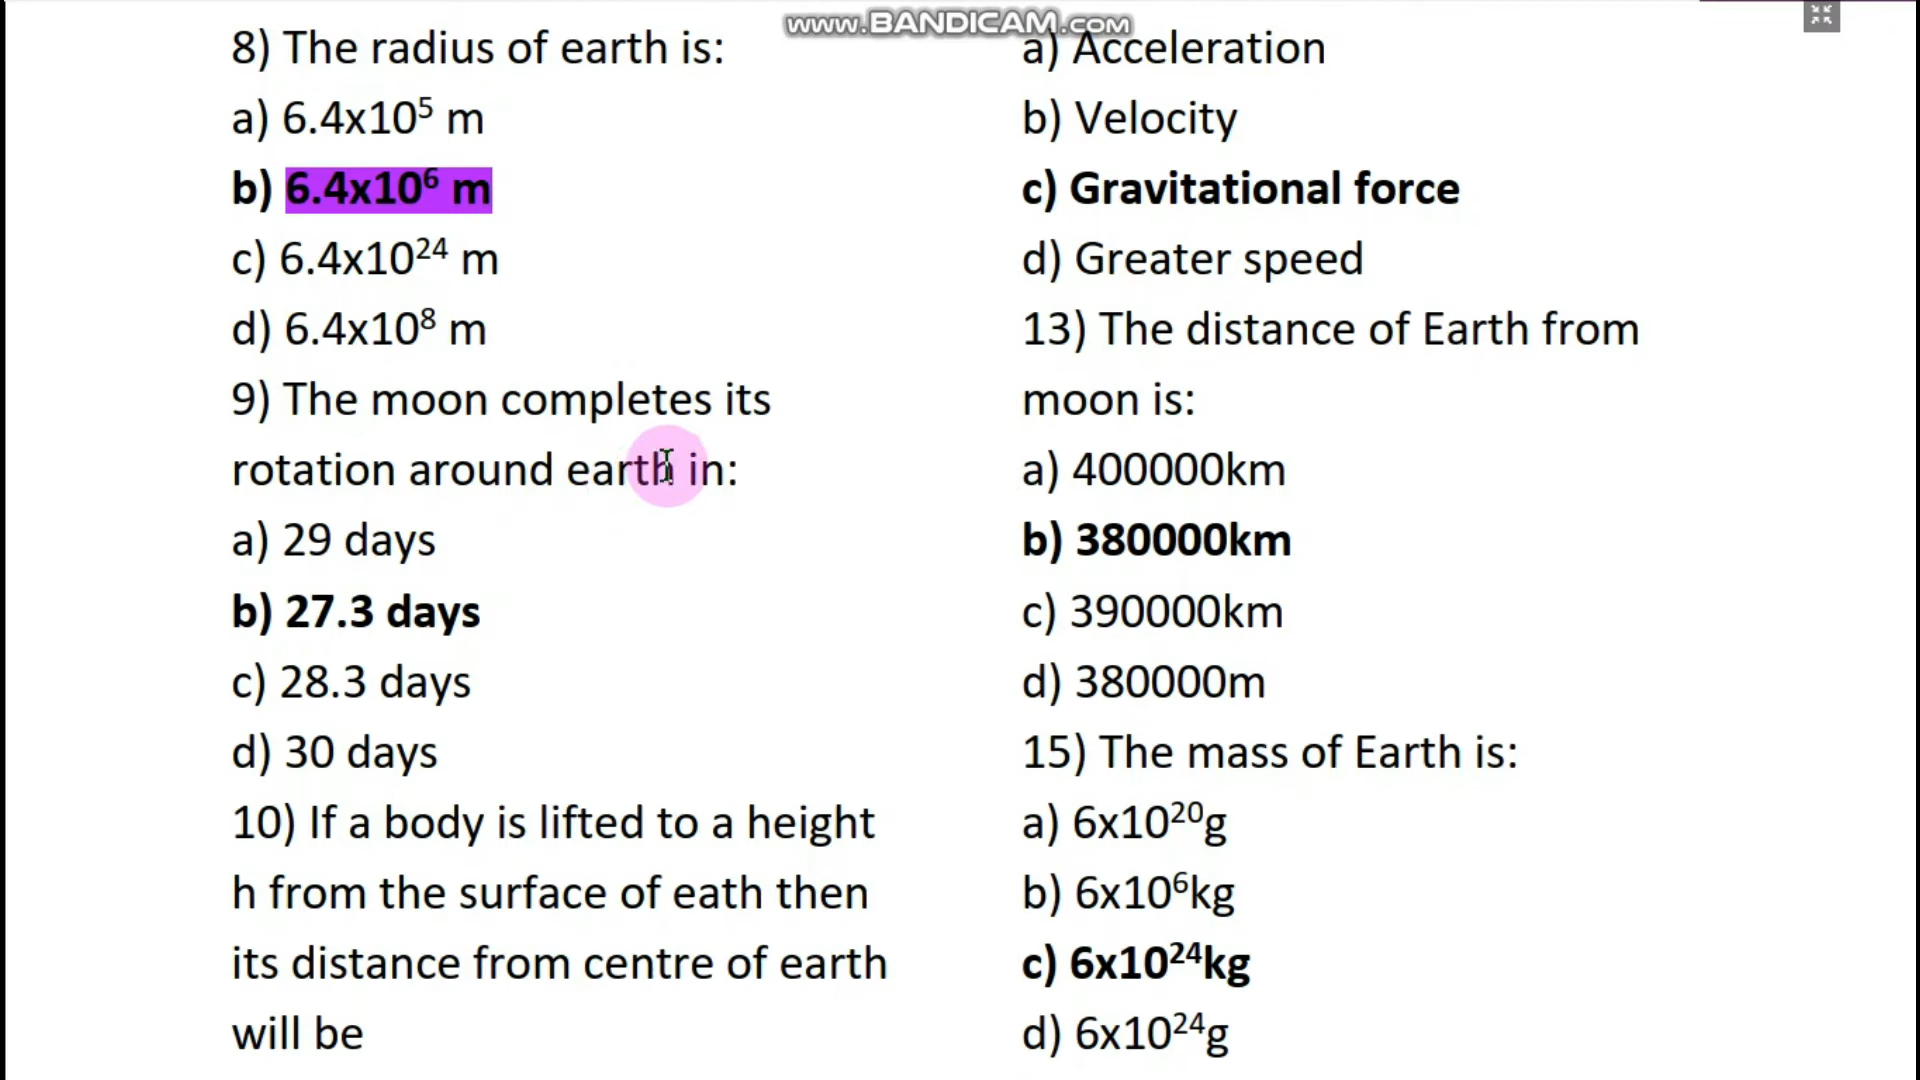 www.BANDICAM.com
8) The radius of earth is:
a) 6.4x10⁵ m
b) 6.4x10⁶ m
c) 6.4x10²⁴ m
d) 6.4x10⁸ m
9) The moon completes its
rotation around earth in:
a) 29 days
b) 27.3 days
c) 28.3 days
d) 30 days
10) If a body is lifted to a height
h from the surface of eath then
its distance from centre of earth
will be
a) Acceleration
b) Velocity
c) Gravitational force
d) Greater speed
13) The distance of Earth from
moon is:
a) 400000km
b) 380000km
c) 390000km
d) 380000m
15) The mass of Earth is:
a) 6x10²⁰g
b) 6x10⁶kg
c) 6x10²⁴kg
d) 6x10²⁴g